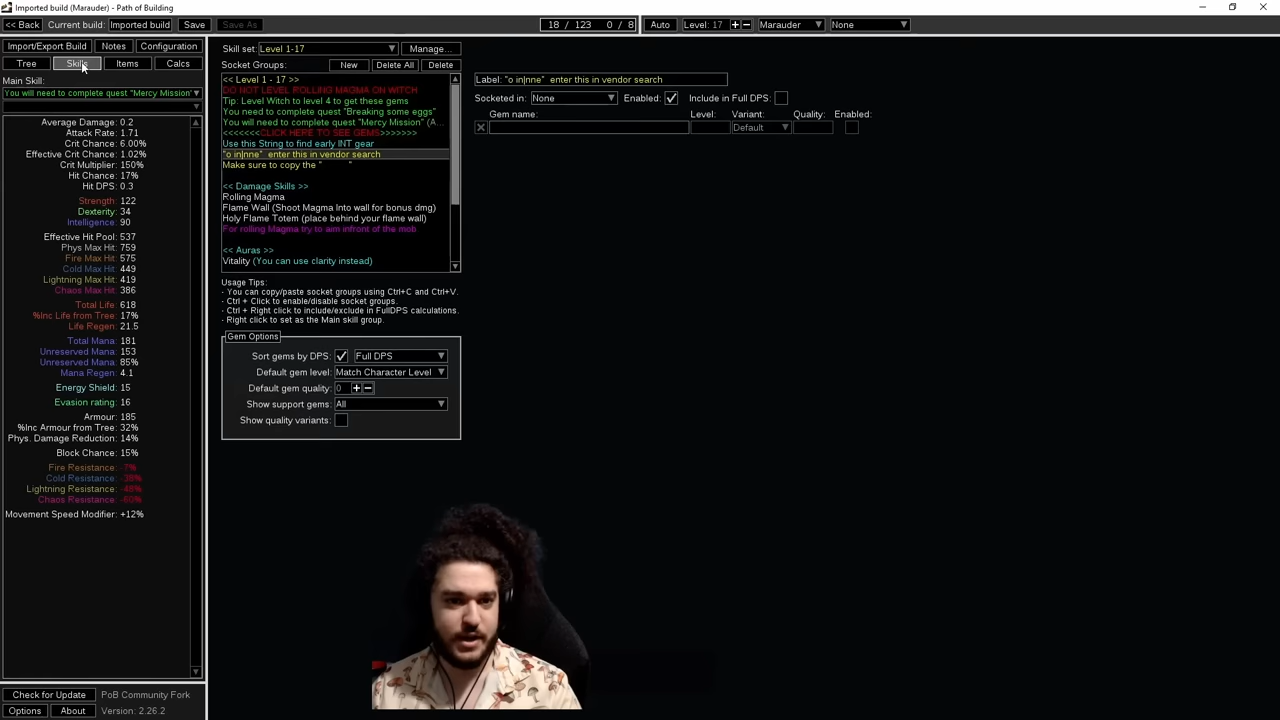 Imported build (Marauder) - Path of Building
<< Back Current build: Imported build Save Save As 18 / 123 0 / 8 Auto Level: 17 Marauder None
Import/Export Build Notes Configuration
Tree Skills Items Calcs
Main Skill:
You will need to complete quest "Mercy Mission"
Average Damage: 0.2
Attack Rate: 1.71
Crit Chance: 6.00%
Effective Crit Chance: 1.02%
Crit Multiplier: 150%
Hit Chance: 17%
Hit DPS: 0.3
Strength: 122
Dexterity: 34
Intelligence: 90
Effective Hit Pool: 537
Phys Max Hit: 759
Fire Max Hit: 575
Cold Max Hit: 449
Lightning Max Hit: 419
Chaos Max Hit: 386
Total Life: 618
%Inc Life from Tree: 17%
Life Regen: 21.5
Total Mana: 181
Unreserved Mana: 153
Unreserved Mana: 85%
Mana Regen: 4.1
Energy Shield: 15
Evasion rating: 16
Armour: 185
%Inc Armour from Tree: 32%
Phys. Damage Reduction: 14%
Block Chance: 15%
Fire Resistance: -7%
Cold Resistance: -38%
Lightning Resistance: -48%
Chaos Resistance: -60%
Movement Speed Modifier: +12%
Check for Update PoB Community Fork
Options About Version: 2.26.2
Skill set: Level 1-17 Manage...
Socket Groups: New Delete All Delete
<< Level 1 - 17 >>
DO NOT LEVEL ROLLING MAGMA ON WITCH
Tip: Level Witch to level 4 to get these gems
You need to complete quest "Breaking some eggs"
You will need to complete quest "Mercy Mission" (A...
<<<<<<<CLICK HERE TO SEE GEMS>>>>>>>
Use this String to find early INT gear
"o in|nne" enter this in vendor search
Make sure to copy the " "
<< Damage Skills >>
Rolling Magma
Flame Wall (Shoot Magma Into wall for bonus dmg)
Holy Flame Totem (place behind your flame wall)
For rolling Magma try to aim infront of the mob
<< Auras >>
Vitality (You can use clarity instead)
Usage Tips:
- You can copy/paste socket groups using Ctrl+C and Ctrl+V.
- Ctrl + Click to enable/disable socket groups.
- Ctrl + Right click to include/exclude in FullDPS calculations.
- Right click to set as the Main skill group.
Gem Options
Sort gems by DPS: Full DPS
Default gem level: Match Character Level
Default gem quality: 0
Show support gems: All
Show quality variants:
Label: "o in|nne" enter this in vendor search
Socketed in: None Enabled: Include in Full DPS:
Gem name: Level: Variant: Quality: Enabled:
Default